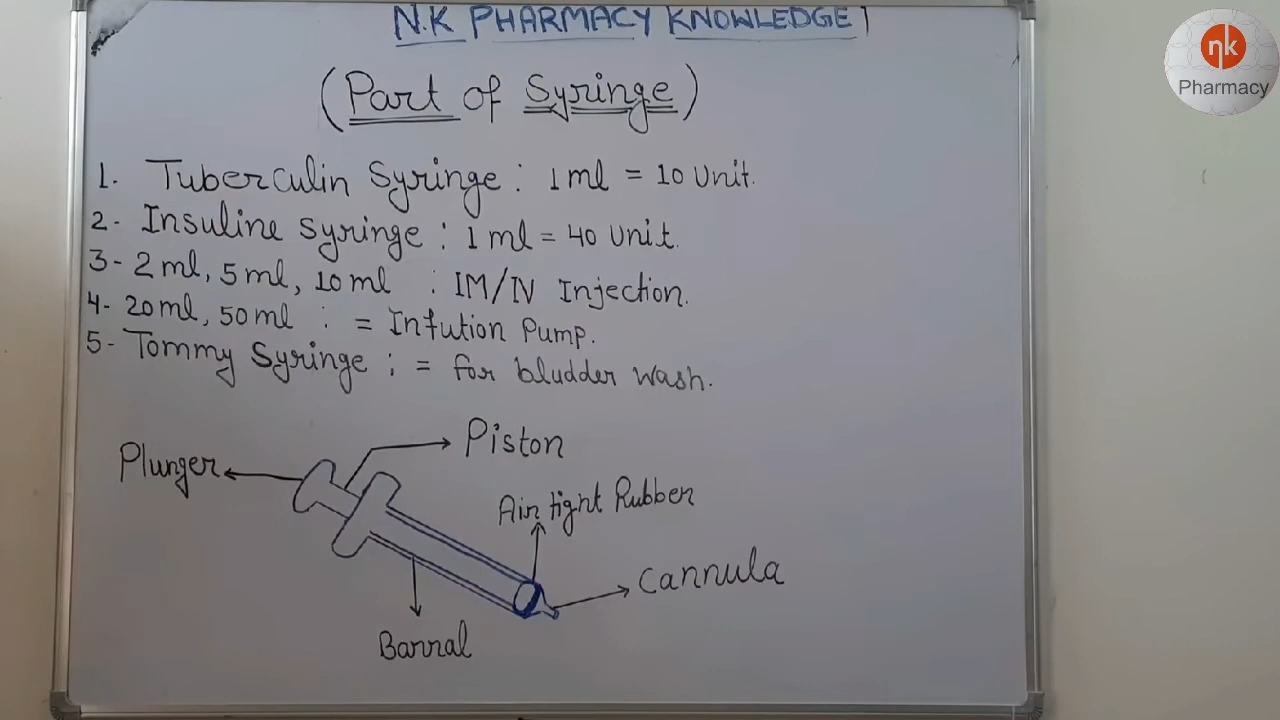 N.K PHARMACY KNOWLEDGE
nk
Pharmacy
(Part of Syringe)
1. Tuberculin Syringe : 1 ml = 10 Unit.
2- Insuline Syringe : 1 ml = 40 Unit.
3- 2 ml, 5 ml, 10 ml : IM/IV Injection.
4- 20 ml, 50 ml : = Infution Pump.
5- Tommy Syringe ; = for bludder wash.
Piston
Plunger
Air tight Rubber
Cannula
Barral